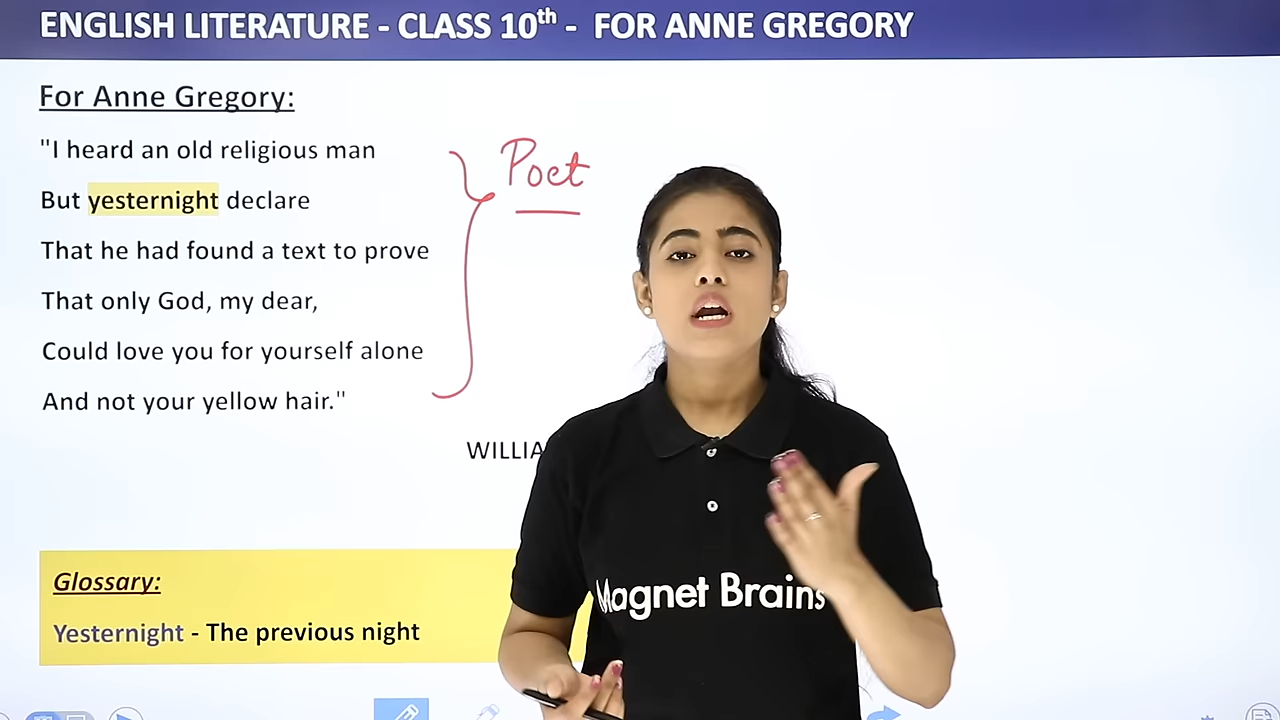 ENGLISH LITERATURE - CLASS 10th - FOR ANNE GREGORY
For Anne Gregory:
"I heard an old religious man
But yesternight declare
That he had found a text to prove
That only God, my dear,
Could love you for yourself alone
And not your yellow hair."
Poet
WILLIA
Glossary:
Yesternight - The previous night
Magnet Brains